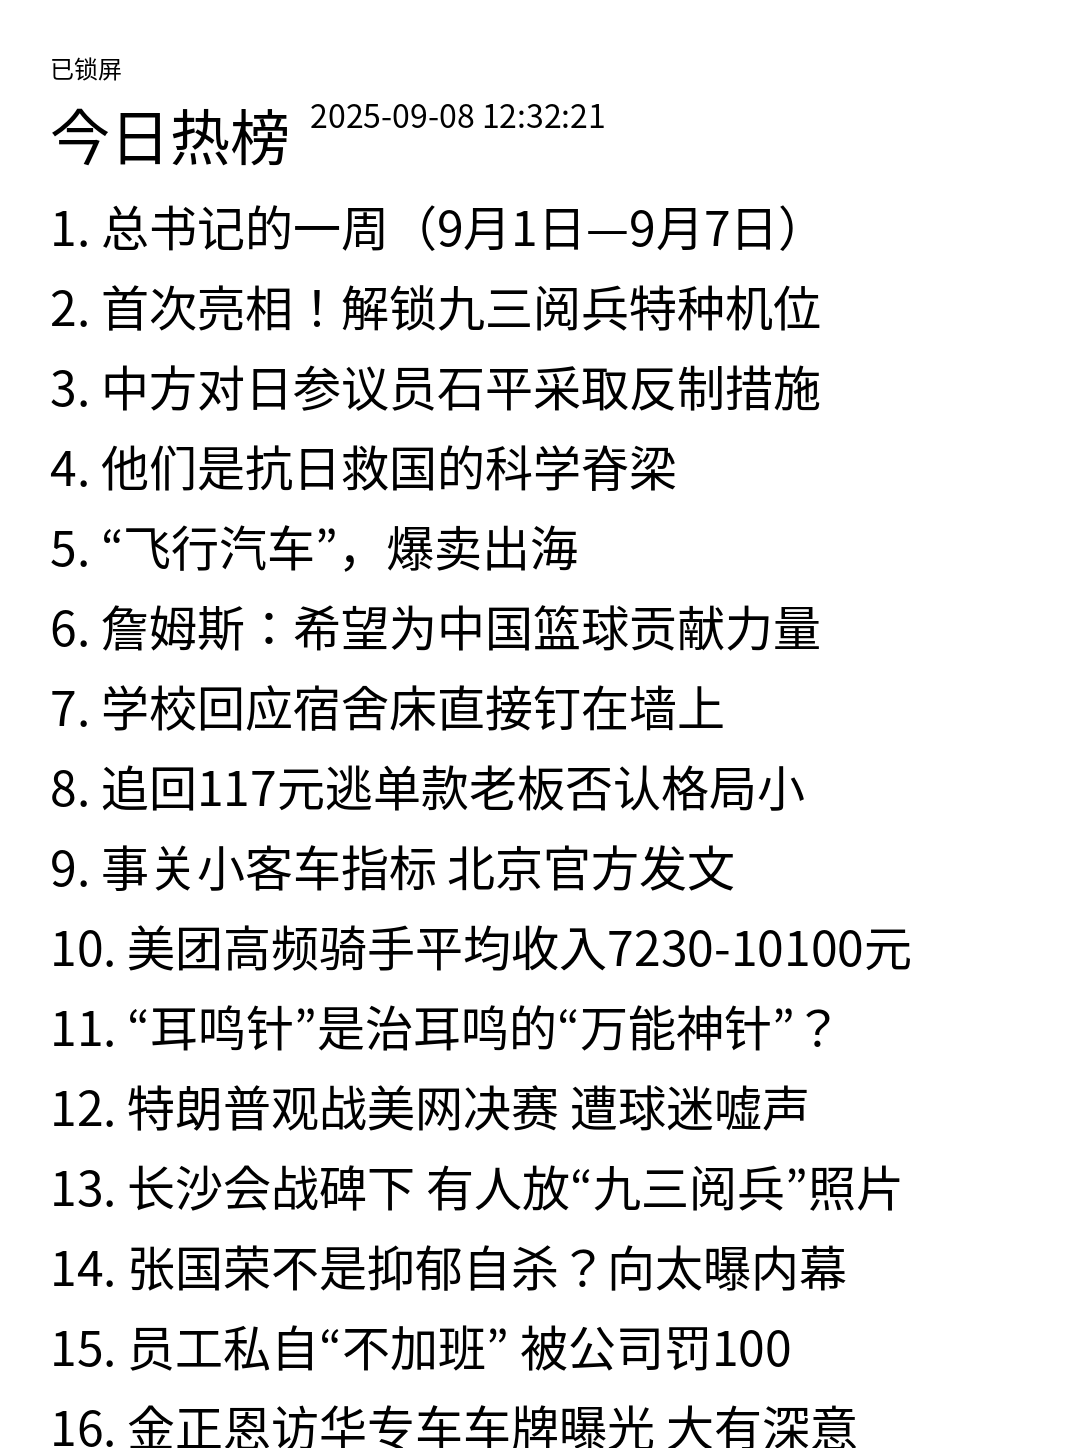 已锁屏
今日热榜 2025-09-08 12:32:21
1. 总书记的一周（9月1日—9月7日）
2. 首次亮相！解锁九三阅兵特种机位
3. 中方对日参议员石平采取反制措施
4. 他们是抗日救国的科学脊梁
5. “飞行汽车”，爆卖出海
6. 詹姆斯：希望为中国篮球贡献力量
7. 学校回应宿舍床直接钉在墙上
8. 追回117元逃单款老板否认格局小
9. 事关小客车指标 北京官方发文
10. 美团高频骑手平均收入7230-10100元
11. “耳鸣针”是治耳鸣的“万能神针”？
12. 特朗普观战美网决赛 遭球迷嘘声
13. 长沙会战碑下 有人放“九三阅兵”照片
14. 张国荣不是抑郁自杀？向太曝内幕
15. 员工私自“不加班” 被公司罚100
16. 金正恩访华专车车牌曝光 大有深意